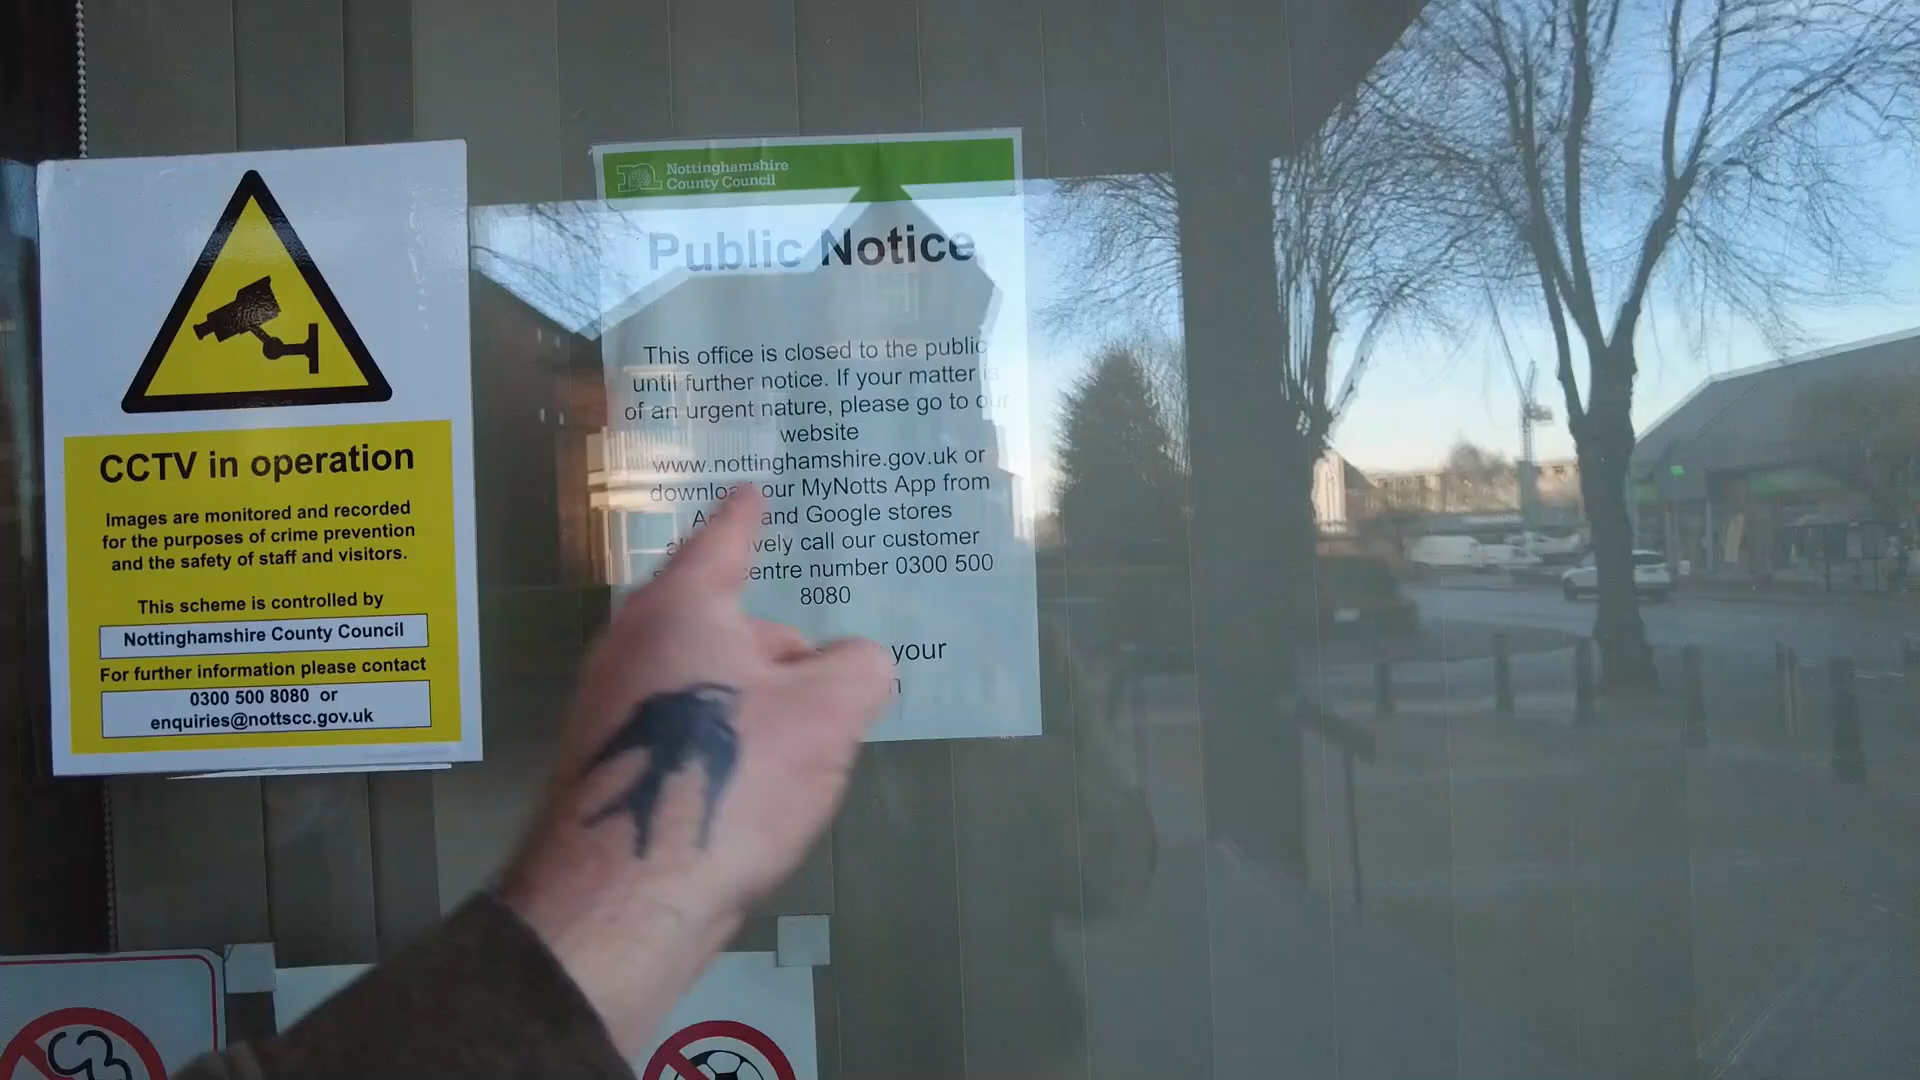 CCTV in operation
Images are monitored and recorded
for the purposes of crime prevention
and the safety of staff and visitors.
This scheme is controlled by
Nottinghamshire County Council
For further information please contact
0300 500 8080 or
enquiries@nottscc.gov.uk
Nottinghamshire
County Council
Public Notice
This office is closed to the public
until further notice. If your matter is
of an urgent nature, please go to our
website
www.nottinghamshire.gov.uk or
download our MyNotts App from
and Google stores
call our customer
centre number 0300 500
8080
your